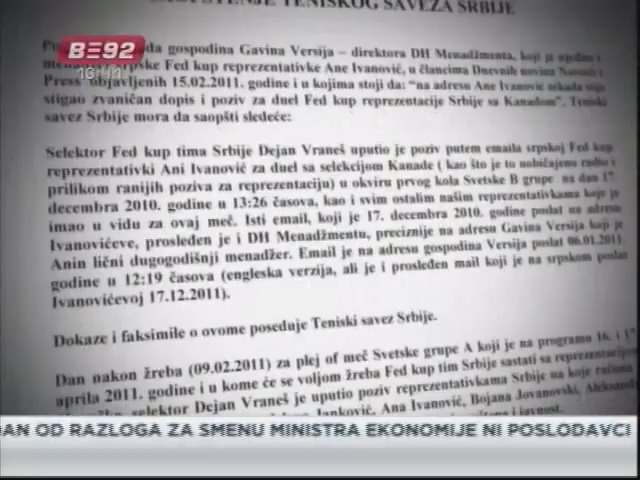 TENISKOG SAVEZA SRBIJE
B92
da gospodina Gavina Versija – direktora DH Menadžmenta, koji je ujedno i
16:41
srpske Fed kup reprezentativke Ane Ivanović, u člancima Dnevnih novina
Press objavljenih 15.02.2011. godine i u kojima stoji da: “na adresu Ane Ivanović nikada nije
stigao zvaničan dopis i poziv za duel Fed kup reprezentacije Srbije sa Kanadom”, Teniski
savez Srbije mora da saopšti sledeće:
Selektor Fed kup tima Srbije Dejan Vraneš uputio je poziv putem emaila srpskoj Fed kup
reprezentativki Ani Ivanović za duel sa selekcijom Kanade ( kao što je to uobičajeno radio i
prilikom ranijih poziva za reprezentaciju) u okviru prvog kola Svetske B grupe na dan 17.
decembra 2010. godine u 13:26 časova, kao i svim ostalim našim reprezentativkama koje je
imao u vidu za ovaj meč. Isti email, koji je 17. decembra 2010. godine poslat na adresu
Ivanovićeve, prosleđen je i DH Menadžmentu, preciznije na adresu Gavina Versija koji je
Anin lični dugogodišnji menadžer. Email je na adresu gospodina Versija poslat 06.01.2011.
godine u 12:19 časova (engleska verzija, ali je i prosleđen mail koji je na srpskom poslat
Ivanovićevoj 17.12.2011).
Dokaze i faksimile o ovome poseduje Teniski savez Srbije.
Dan nakon žreba (09.02.2011) za plej of meč Svetske grupe A koji je na programu 16. i 17.
aprila 2011. godine i u kome će se voljom žreba Fed kup tim Srbije sastati sa reprezentacijom
selektor Dejan Vraneš je uputio poziv reprezentativkama Srbije na koje računa
Janković, Ana Ivanović, Bojana Jovanovski, Aleksandra
i javnost.
DAN OD RAZLOGA ZA SMENU MINISTRA EKONOMIJE NI POSLODAVCI